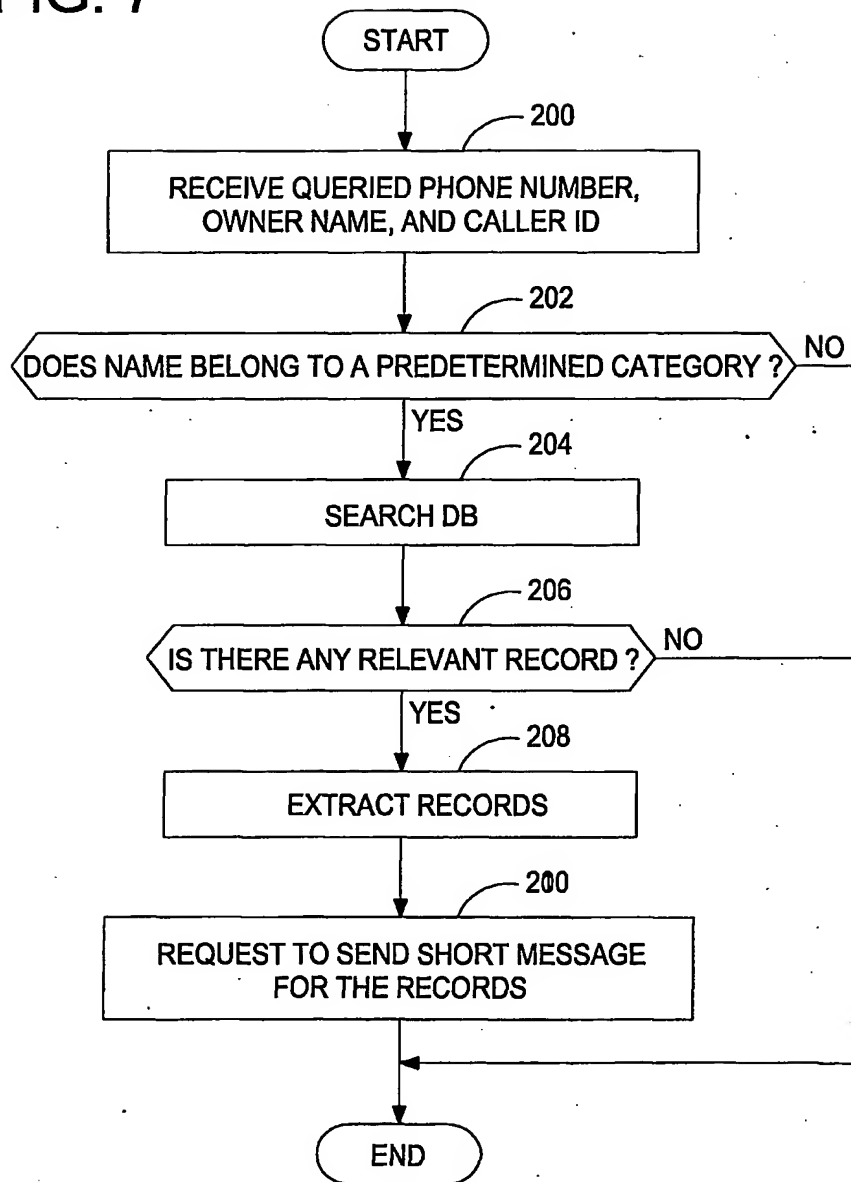 FIG. 7
START
200
RECEIVE QUERIED PHONE NUMBER,
OWNER NAME, AND CALLER ID
202
DOES NAME BELONG TO A PREDETERMINED CATEGORY ?
NO
YES
204
SEARCH DB
206
IS THERE ANY RELEVANT RECORD ?
NO
YES
208
EXTRACT RECORDS
200
REQUEST TO SEND SHORT MESSAGE
FOR THE RECORDS
END